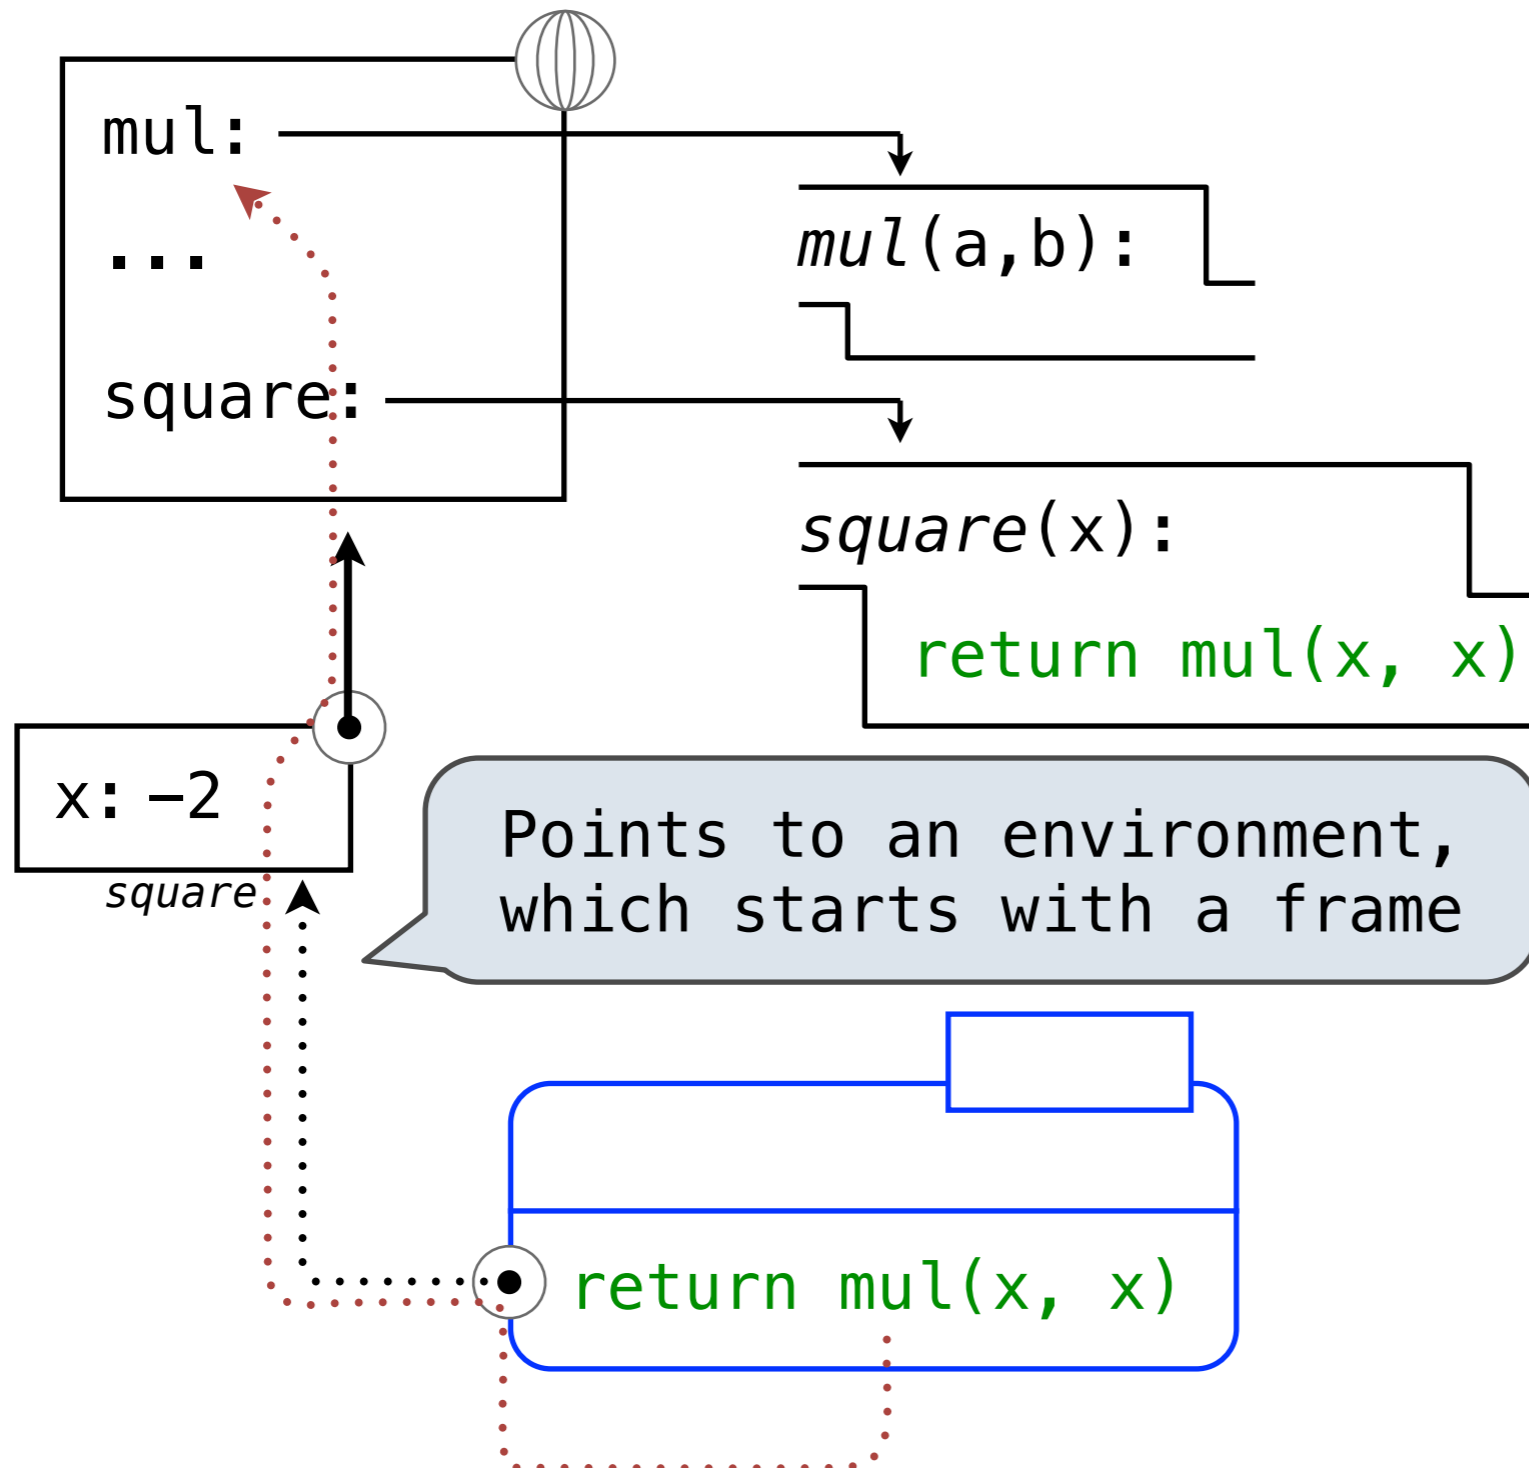 mul:
mul(a,b):
...
square:
square(x):
return mul(x, x)
x: −2
square
Points to an environment,
which starts with a frame
return mul(x, x)